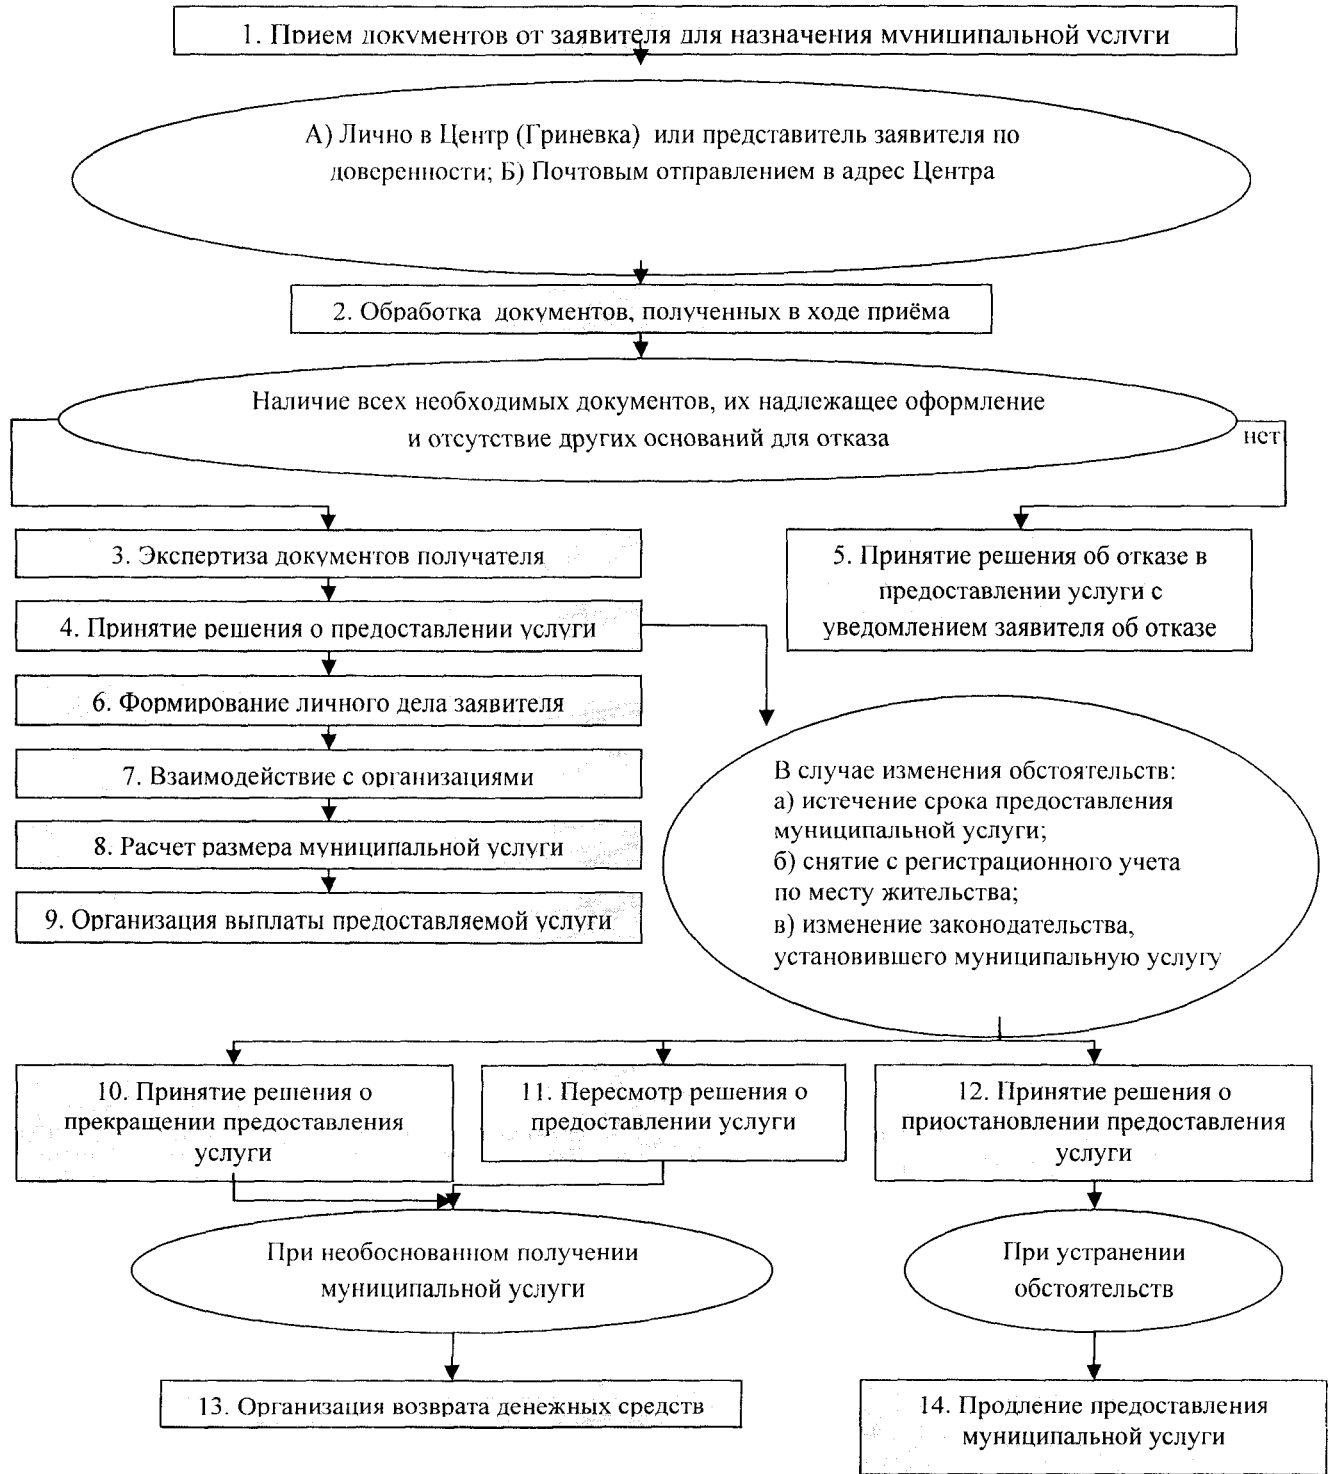 1. Прием документов от заявителя для назначения муниципальной услуги
А) Лично в Центр (Гриневка) или представитель заявителя по
доверенности; Б) Почтовым отправлением в адрес Центра
2. Обработка документов, полученных в ходе приёма
Наличие всех необходимых документов, их надлежащее оформление
и отсутствие других оснований для отказа
нет
3. Экспертиза документов получателя
5. Принятие решения об отказе в
предоставлении услуги с
уведомлением заявителя об отказе
4. Принятие решения о предоставлении услуги
6. Формирование личного дела заявителя
7. Взаимодействие с организациями
8. Расчет размера муниципальной услуги
9. Организация выплаты предоставляемой услуги
В случае изменения обстоятельств:
а) истечение срока предоставления
муниципальной услуги;
б) снятие с регистрационного учета
по месту жительства;
в) изменение законодательства,
установившего муниципальную услугу
10. Принятие решения о
прекращении предоставления
услуги
11. Пересмотр решения о
предоставлении услуги
12. Принятие решения о
приостановлении предоставления
услуги
При необоснованном получении
муниципальной услуги
При устранении
обстоятельств
13. Организация возврата денежных средств
14. Продление предоставления
муниципальной услуги